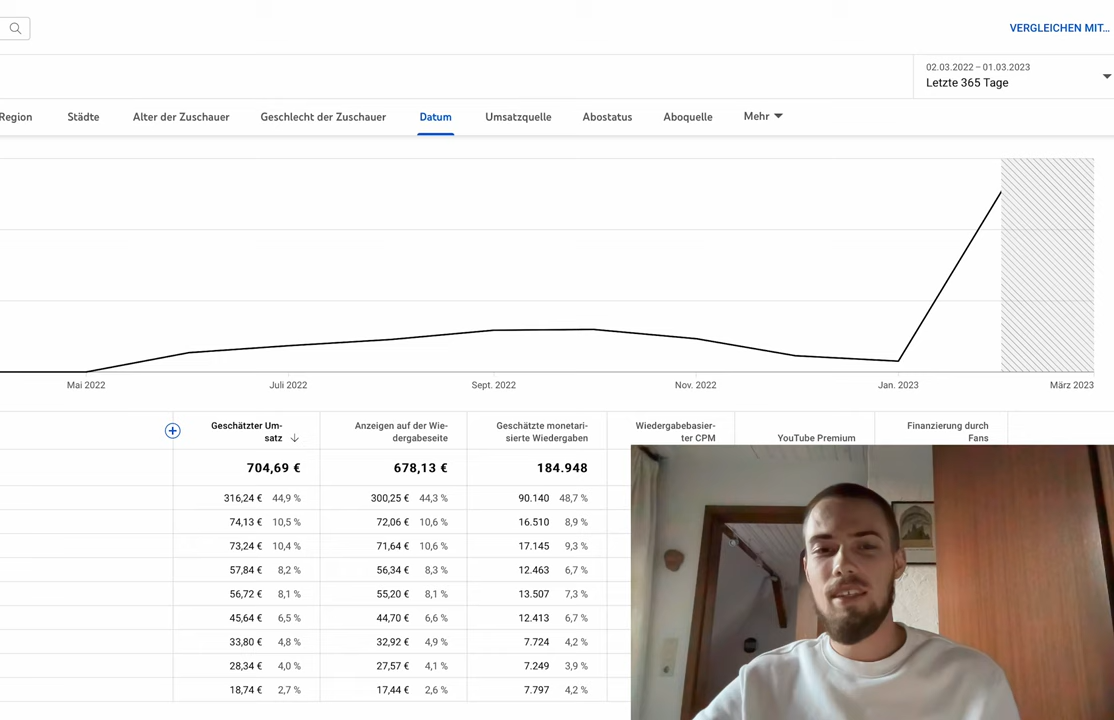 VERGLEICHEN MIT...
02.03.2022 – 01.03.2023
Letzte 365 Tage
Region Städte Alter der Zuschauer Geschlecht der Zuschauer Datum Umsatzquelle Abostatus Aboquelle Mehr
Mai 2022 Juli 2022 Sept. 2022 Nov. 2022 Jan. 2023 März 2023
Geschätzter Um-
satz
Anzeigen auf der Wie-
dergabeseite
Geschätzte monetari-
sierte Wiedergaben
Wiedergabebasier-
ter CPM
YouTube Premium
Finanzierung durch
Fans
704,69 € 678,13 € 184.948
316,24 € 44,9 % 300,25 € 44,3 % 90.140 48,7 %
74,13 € 10,5 % 72,06 € 10,6 % 16.510 8,9 %
73,24 € 10,4 % 71,64 € 10,6 % 17.145 9,3 %
57,84 € 8,2 % 56,34 € 8,3 % 12.463 6,7 %
56,72 € 8,1 % 55,20 € 8,1 % 13.507 7,3 %
45,64 € 6,5 % 44,70 € 6,6 % 12.413 6,7 %
33,80 € 4,8 % 32,92 € 4,9 % 7.724 4,2 %
28,34 € 4,0 % 27,57 € 4,1 % 7.249 3,9 %
18,74 € 2,7 % 17,44 € 2,6 % 7.797 4,2 %